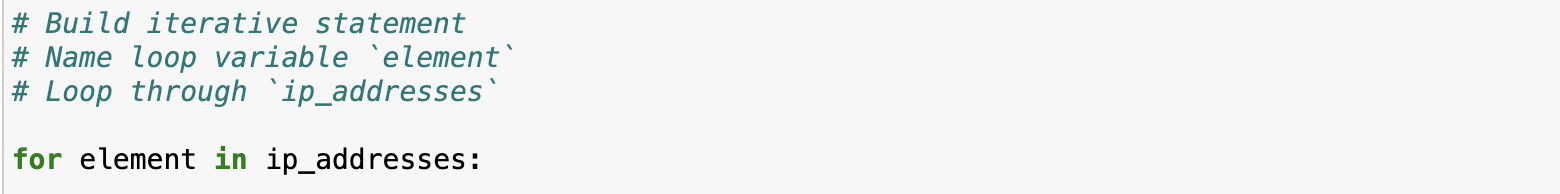 # Build iterative statement
# Name loop variable `element`
# Loop through `ip_addresses`
for element in ip_addresses: